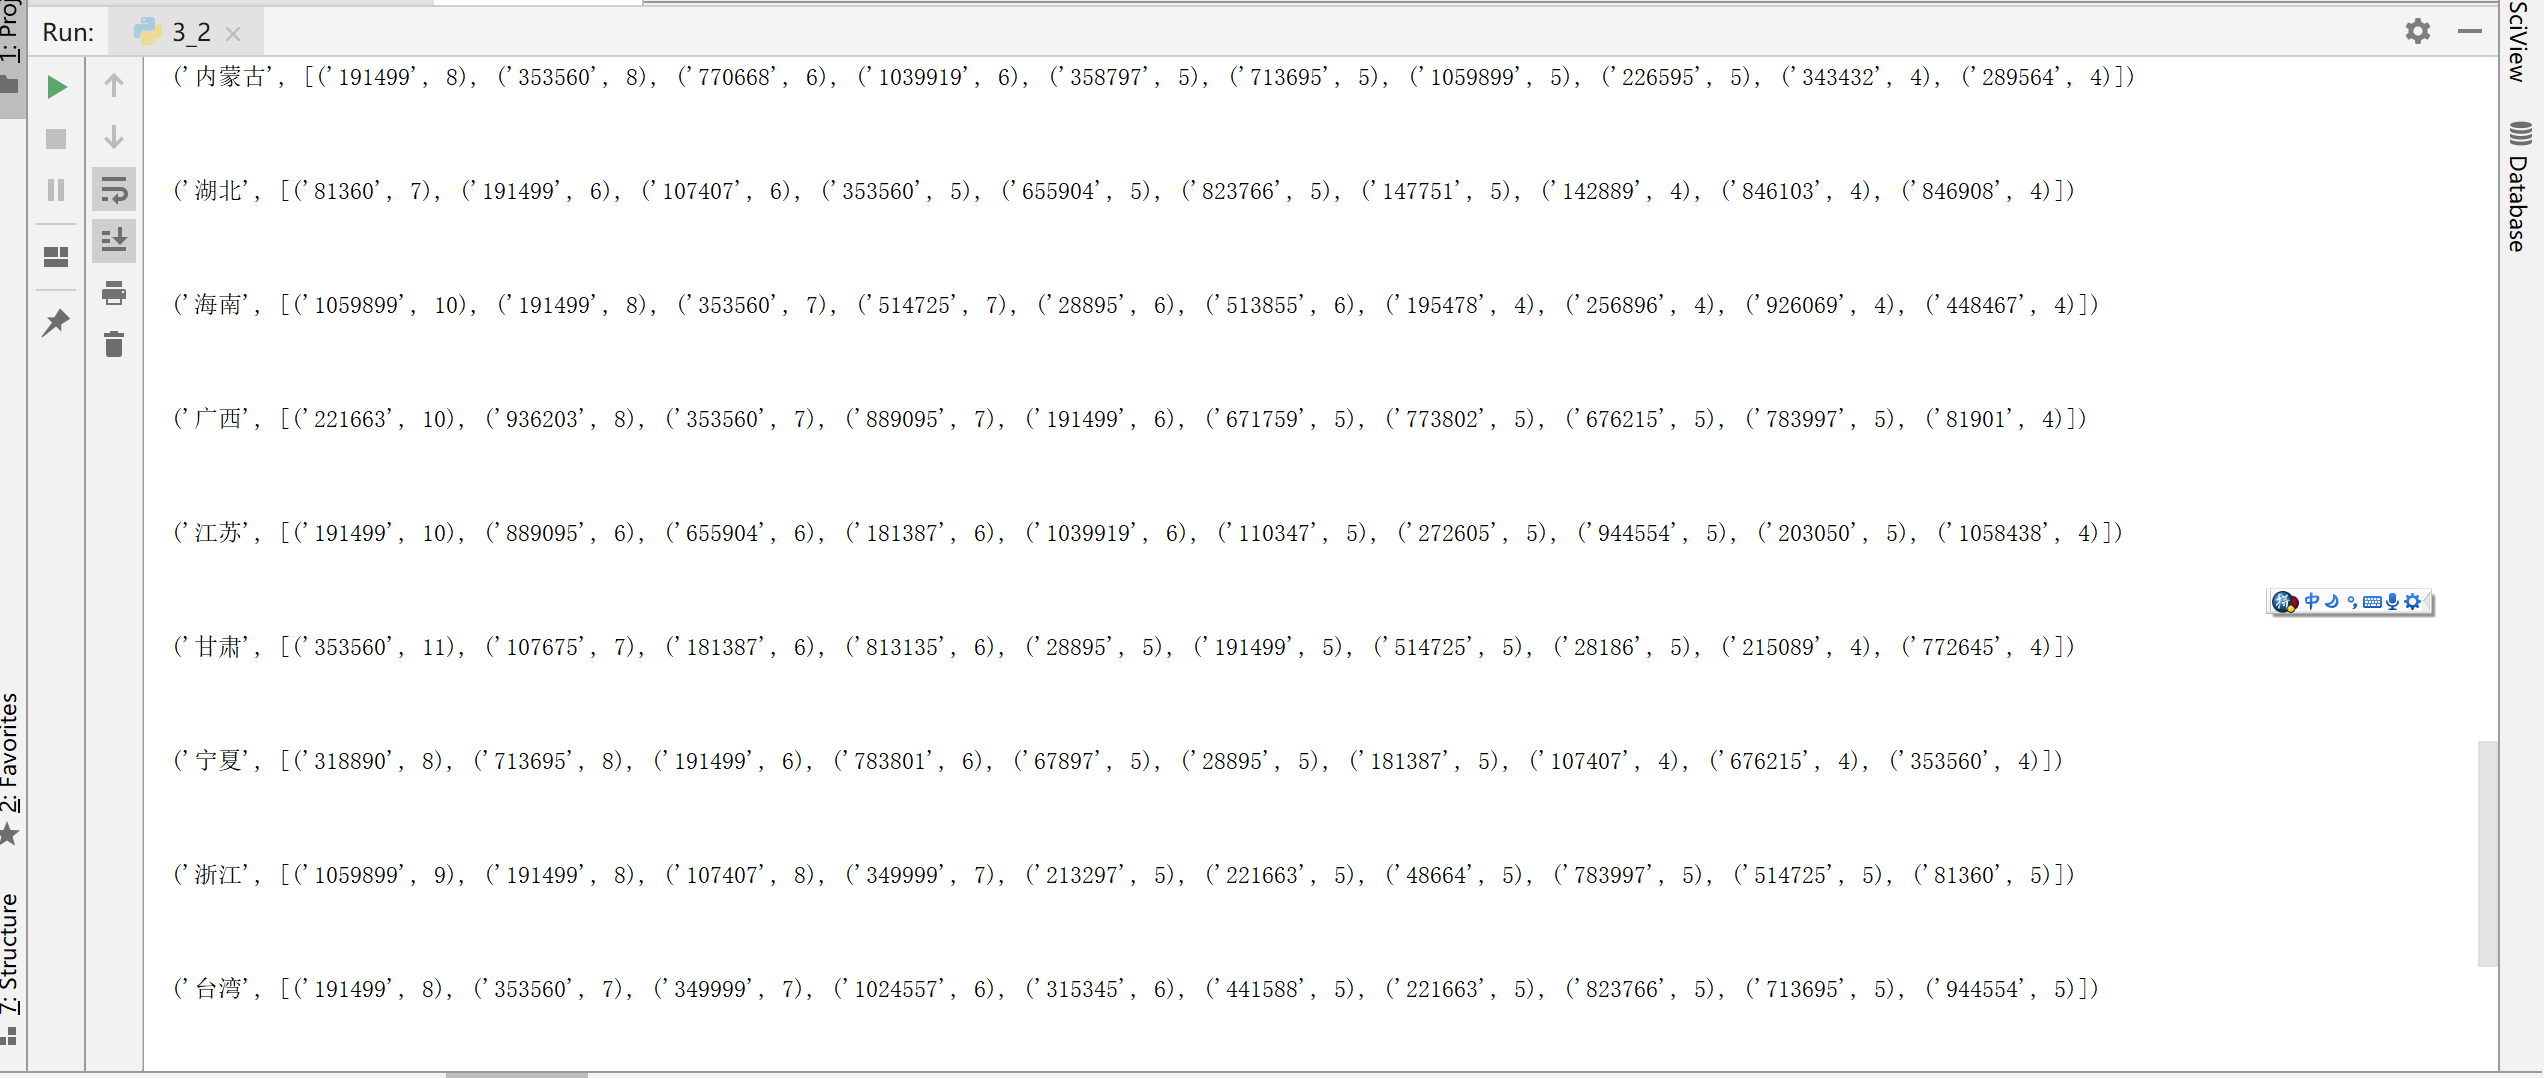 Run: 3_2
('内蒙古', [('191499', 8), ('353560', 8), ('770668', 6), ('1039919', 6), ('358797', 5), ('713695', 5), ('1059899', 5), ('226595', 5), ('343432', 4), ('289564', 4)])
('湖北', [('81360', 7), ('191499', 6), ('107407', 6), ('353560', 5), ('655904', 5), ('823766', 5), ('147751', 5), ('142889', 4), ('846103', 4), ('846908', 4)])
('海南', [('1059899', 10), ('191499', 8), ('353560', 7), ('514725', 7), ('28895', 6), ('513855', 6), ('195478', 4), ('256896', 4), ('926069', 4), ('448467', 4)])
('广西', [('221663', 10), ('936203', 8), ('353560', 7), ('889095', 7), ('191499', 6), ('671759', 5), ('773802', 5), ('676215', 5), ('783997', 5), ('81901', 4)])
('江苏', [('191499', 10), ('889095', 6), ('655904', 6), ('181387', 6), ('1039919', 6), ('110347', 5), ('272605', 5), ('944554', 5), ('203050', 5), ('1058438', 4)])
('甘肃', [('353560', 11), ('107675', 7), ('181387', 6), ('813135', 6), ('28895', 5), ('191499', 5), ('514725', 5), ('28186', 5), ('215089', 4), ('772645', 4)])
('宁夏', [('318890', 8), ('713695', 8), ('191499', 6), ('783801', 6), ('67897', 5), ('28895', 5), ('181387', 5), ('107407', 4), ('676215', 4), ('353560', 4)])
('浙江', [('1059899', 9), ('191499', 8), ('107407', 8), ('349999', 7), ('213297', 5), ('221663', 5), ('48664', 5), ('783997', 5), ('514725', 5), ('81360', 5)])
('台湾', [('191499', 8), ('353560', 7), ('349999', 7), ('1024557', 6), ('315345', 6), ('441588', 5), ('221663', 5), ('823766', 5), ('713695', 5), ('944554', 5)])
2: Favorites
7: Structure
SciView
Database
中